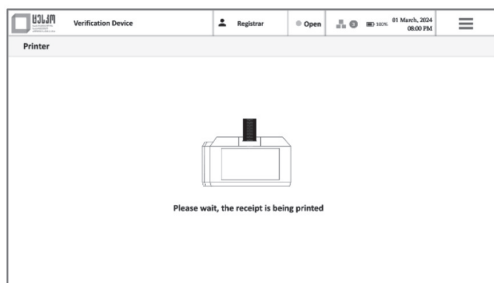 ცესკო
Verification Device
Registrar
Open
100%
01 March, 2024
08:00 PM
Printer
Please wait, the receipt is being printed